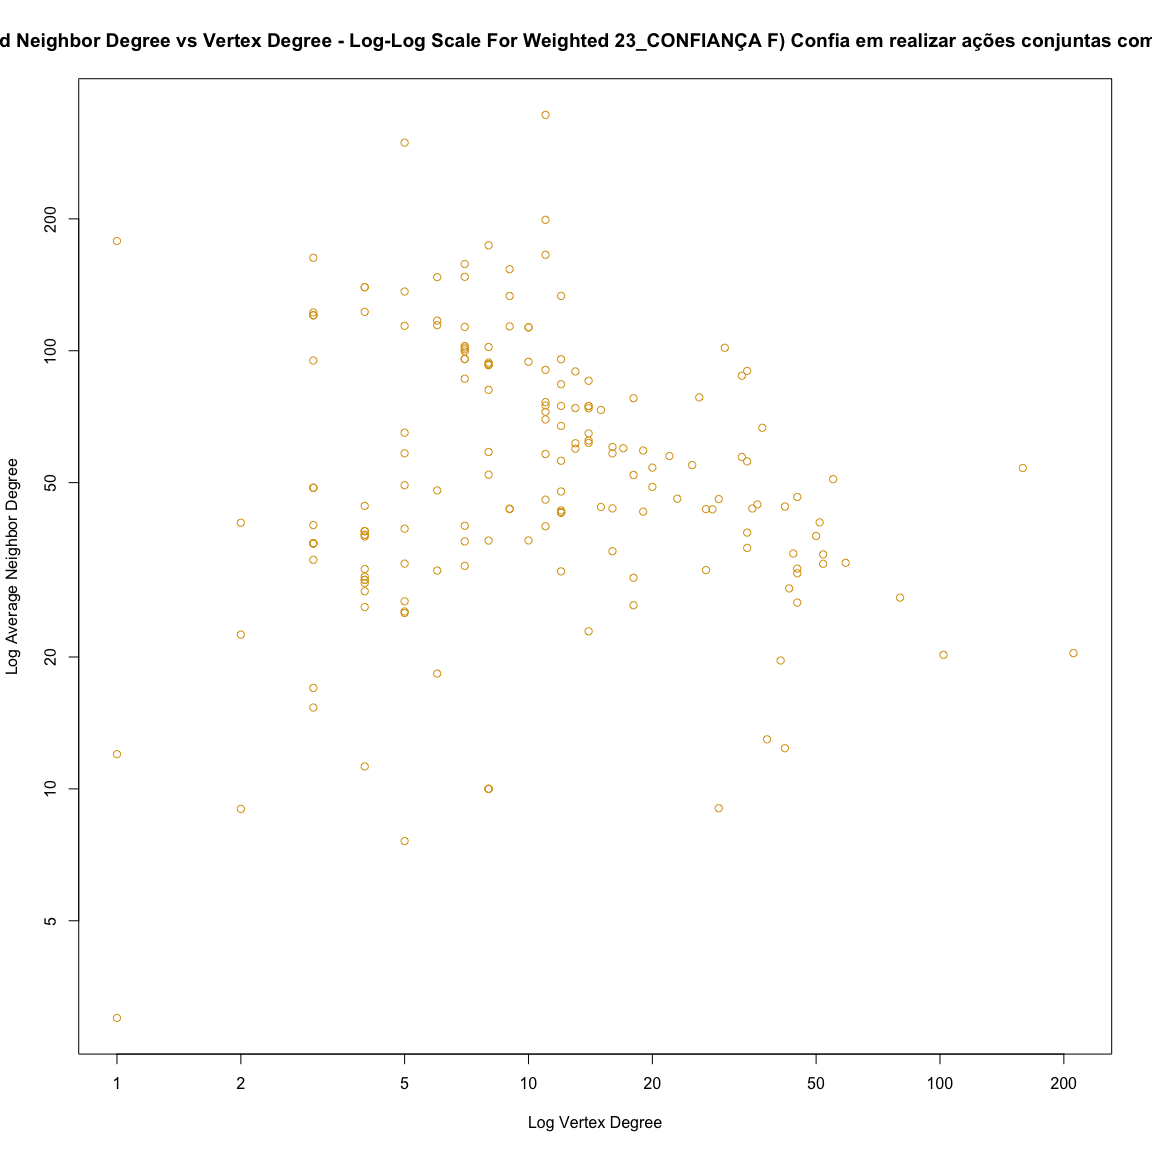 d Neighbor Degree vs Vertex Degree - Log-Log Scale For Weighted 23_CONFIANÇA F) Confia em realizar ações conjuntas com
Log Average Neighbor Degree
200
100
50
20
10
5
1 2 5 10 20 50 100 200
Log Vertex Degree